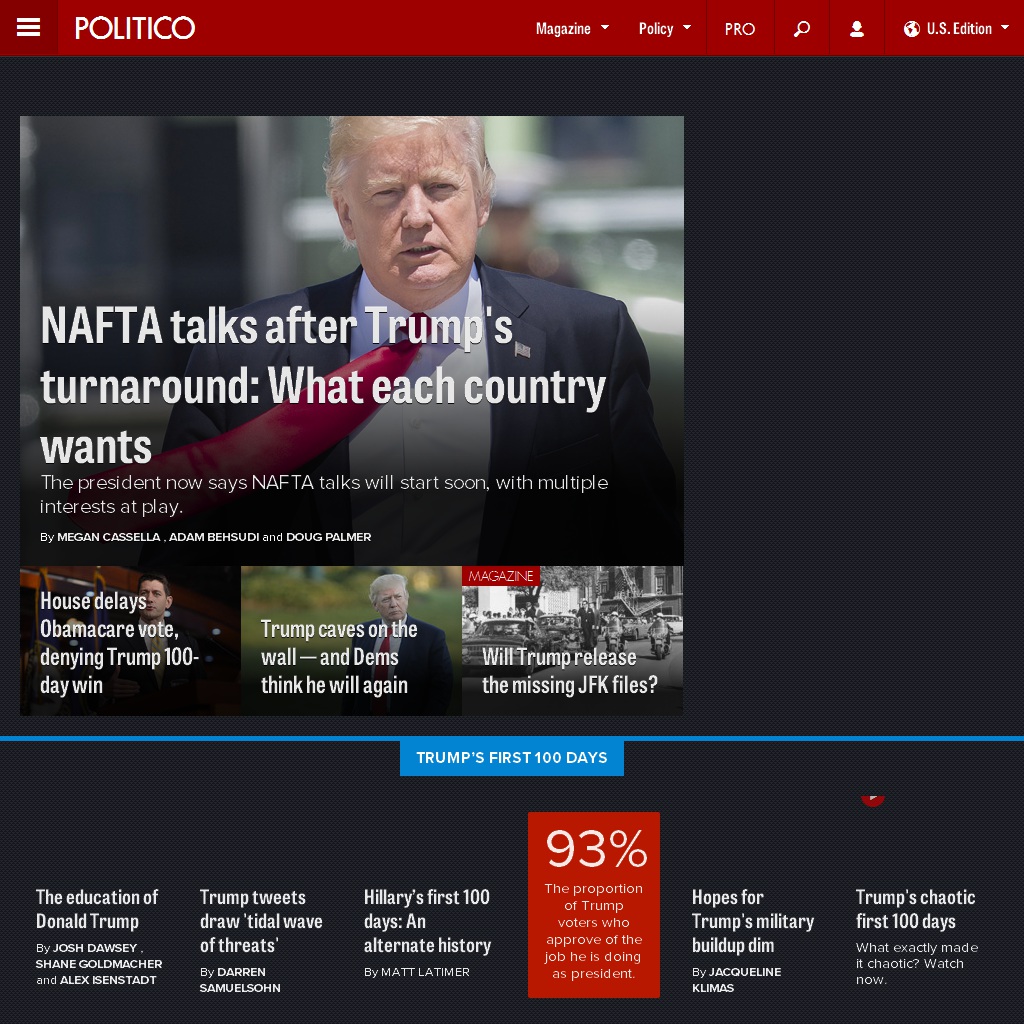 POLITICO
Magazine
Policy
PRO
U.S. Edition
NAFTA talks after Trump's
turnaround: What each country
wants
The president now says NAFTA talks will start soon, with multiple
interests at play.
By MEGAN CASSELLA , ADAM BEHSUDI and DOUG PALMER
House delays
Obamacare vote,
denying Trump 100-
day win
Trump caves on the
wall — and Dems
think he will again
MAGAZINE
Will Trump release
the missing JFK files?
TRUMP'S FIRST 100 DAYS
The education of
Donald Trump
By JOSH DAWSEY ,
SHANE GOLDMACHER
and ALEX ISENSTADT
Trump tweets
draw 'tidal wave
of threats'
By DARREN
SAMUELSOHN
Hillary's first 100
days: An
alternate history
By MATT LATIMER
93%
The proportion
of Trump
voters who
approve of the
job he is doing
as president.
Hopes for
Trump's military
buildup dim
By JACQUELINE
KLIMAS
Trump's chaotic
first 100 days
What exactly made
it chaotic? Watch
now.